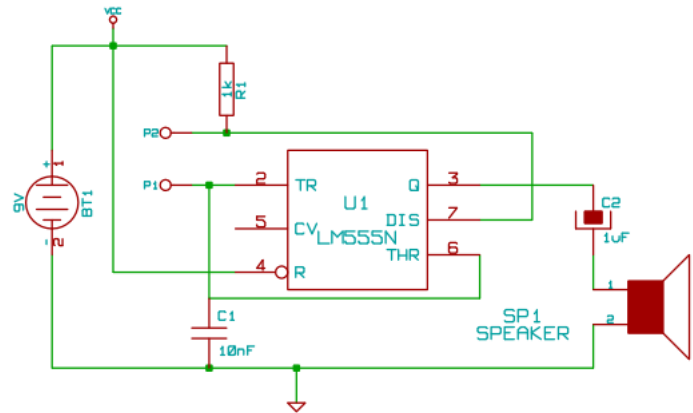 VCC
1k
R1
P2
P1
2
TR
5
CV
4
R
U1
LM555N
Q
3
DIS
7
THR
6
+
1
9V
BT1
-
2
C2
1uF
1
2
SP1
SPEAKER
C1
10nF